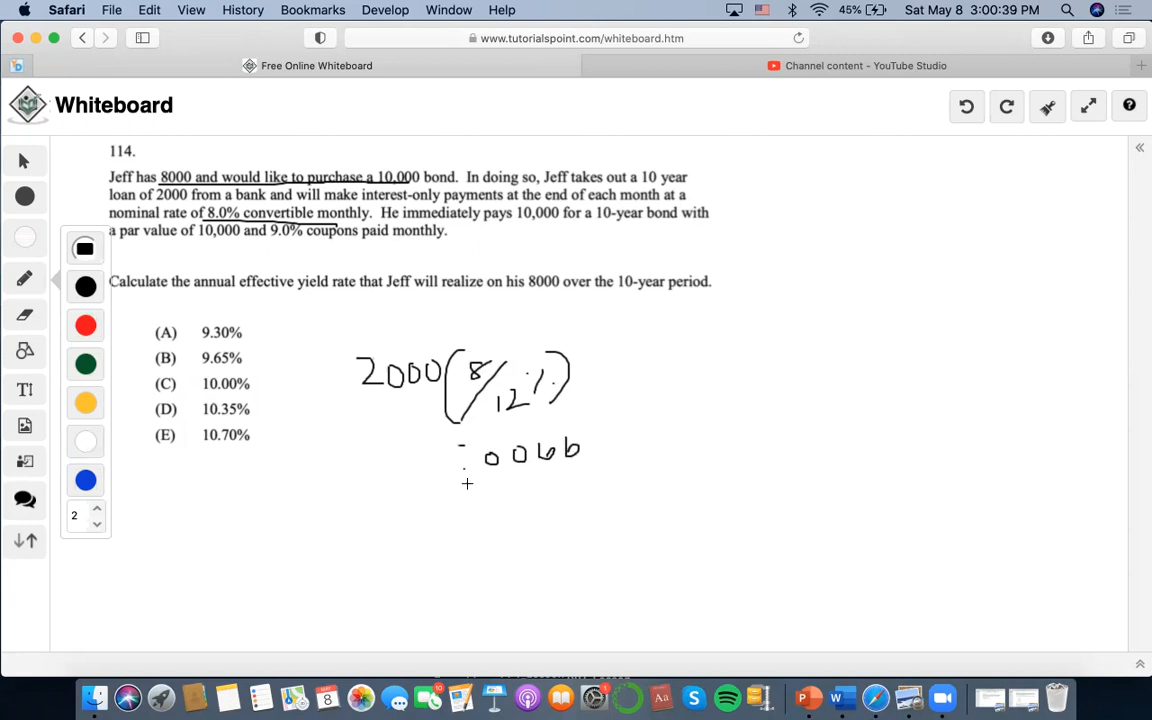 Safari File Edit View History Bookmarks Develop Window Help 45% Sat May 8 3:00:39 PM
www.tutorialspoint.com/whiteboard.htm
Free Online Whiteboard Channel content - YouTube Studio
Whiteboard
114.
Jeff has 8000 and would like to purchase a 10,000 bond. In doing so, Jeff takes out a 10 year
loan of 2000 from a bank and will make interest-only payments at the end of each month at a
nominal rate of 8.0% convertible monthly. He immediately pays 10,000 for a 10-year bond with
a par value of 10,000 and 9.0% coupons paid monthly.
Calculate the annual effective yield rate that Jeff will realize on his 8000 over the 10-year period.
(A) 9.30%
(B) 9.65%
(C) 10.00%
(D) 10.35%
(E) 10.70%
2000(8/12%)
.0066
2